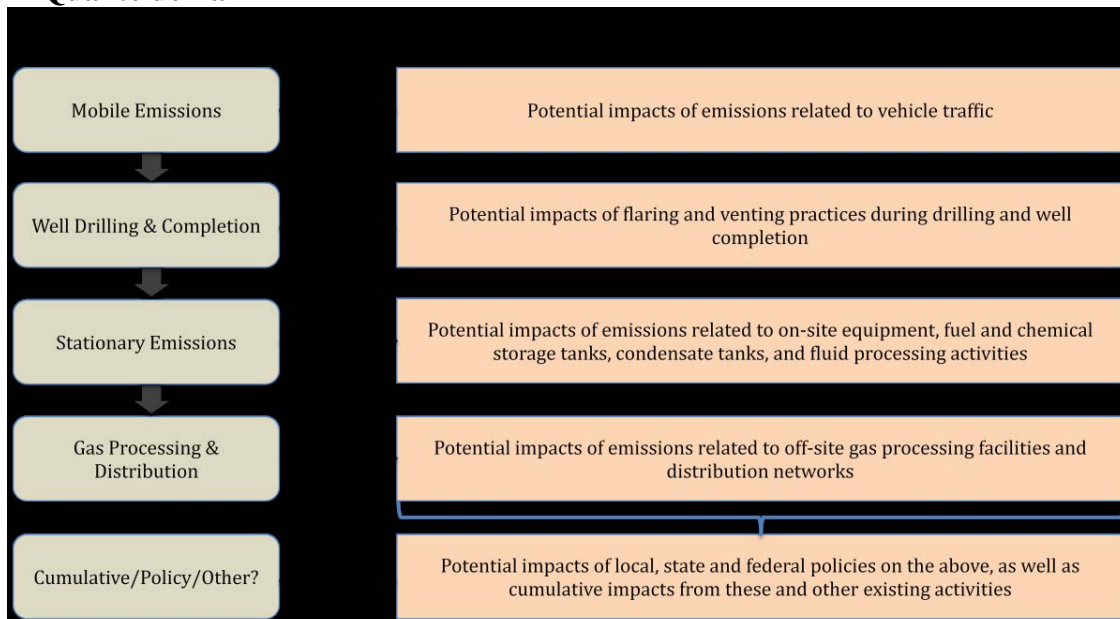 Mobile Emissions
Potential impacts of emissions related to vehicle traffic
Well Drilling & Completion
Potential impacts of flaring and venting practices during drilling and well
completion
Stationary Emissions
Potential impacts of emissions related to on-site equipment, fuel and chemical
storage tanks, condensate tanks, and fluid processing activities
Gas Processing &
Distribution
Potential impacts of emissions related to off-site gas processing facilities and
distribution networks
Cumulative/Policy/Other?
Potential impacts of local, state and federal policies on the above, as well as
cumulative impacts from these and other existing activities